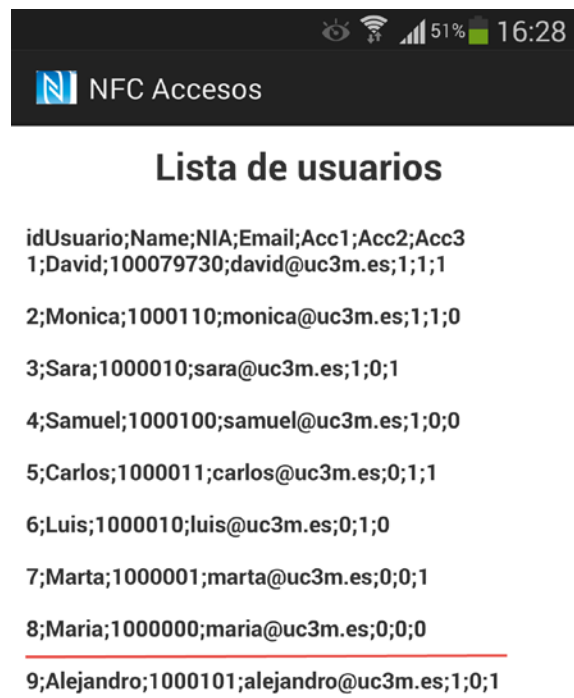 51% 16:28
NFC Accesos
Lista de usuarios
idUsuario;Name;NIA;Email;Acc1;Acc2;Acc3
1;David;100079730;david@uc3m.es;1;1;1
2;Monica;1000110;monica@uc3m.es;1;1;0
3;Sara;1000010;sara@uc3m.es;1;0;1
4;Samuel;1000100;samuel@uc3m.es;1;0;0
5;Carlos;1000011;carlos@uc3m.es;0;1;1
6;Luis;1000010;luis@uc3m.es;0;1;0
7;Marta;1000001;marta@uc3m.es;0;0;1
8;Maria;1000000;maria@uc3m.es;0;0;0
9;Alejandro;1000101;alejandro@uc3m.es;1;0;1